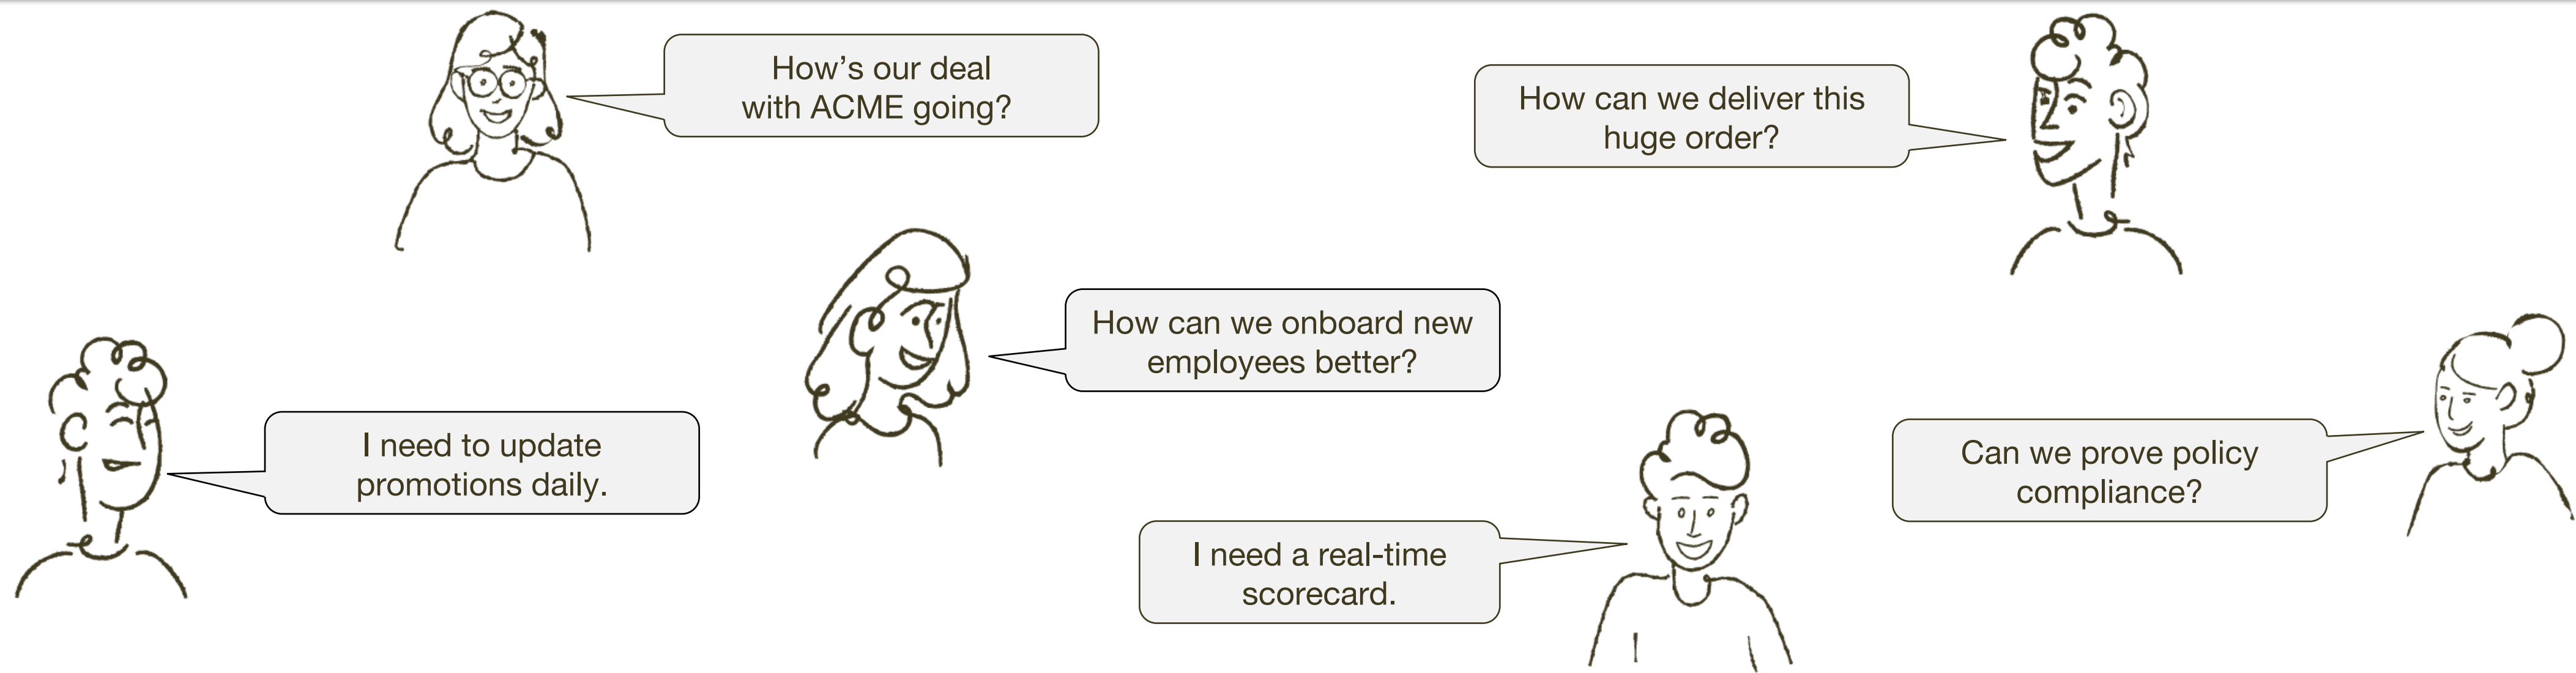 How’s our deal
with ACME going?
How can we deliver this
huge order?
How can we onboard new
employees better?
I need to update
promotions daily.
Can we prove policy
compliance?
I need a real-time
scorecard.